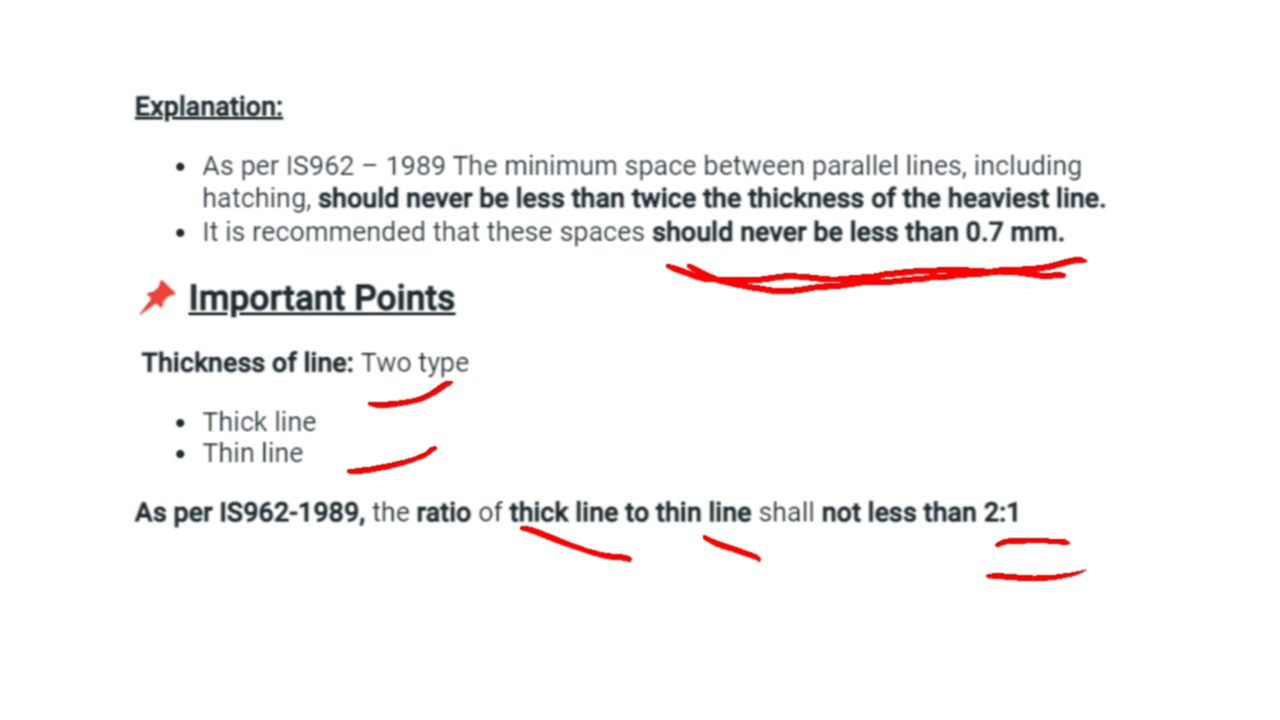 Explanation:
• As per IS962 – 1989 The minimum space between parallel lines, including
hatching, should never be less than twice the thickness of the heaviest line.
• It is recommended that these spaces should never be less than 0.7 mm.
Important Points
Thickness of line: Two type
• Thick line
• Thin line
As per IS962-1989, the ratio of thick line to thin line shall not less than 2:1